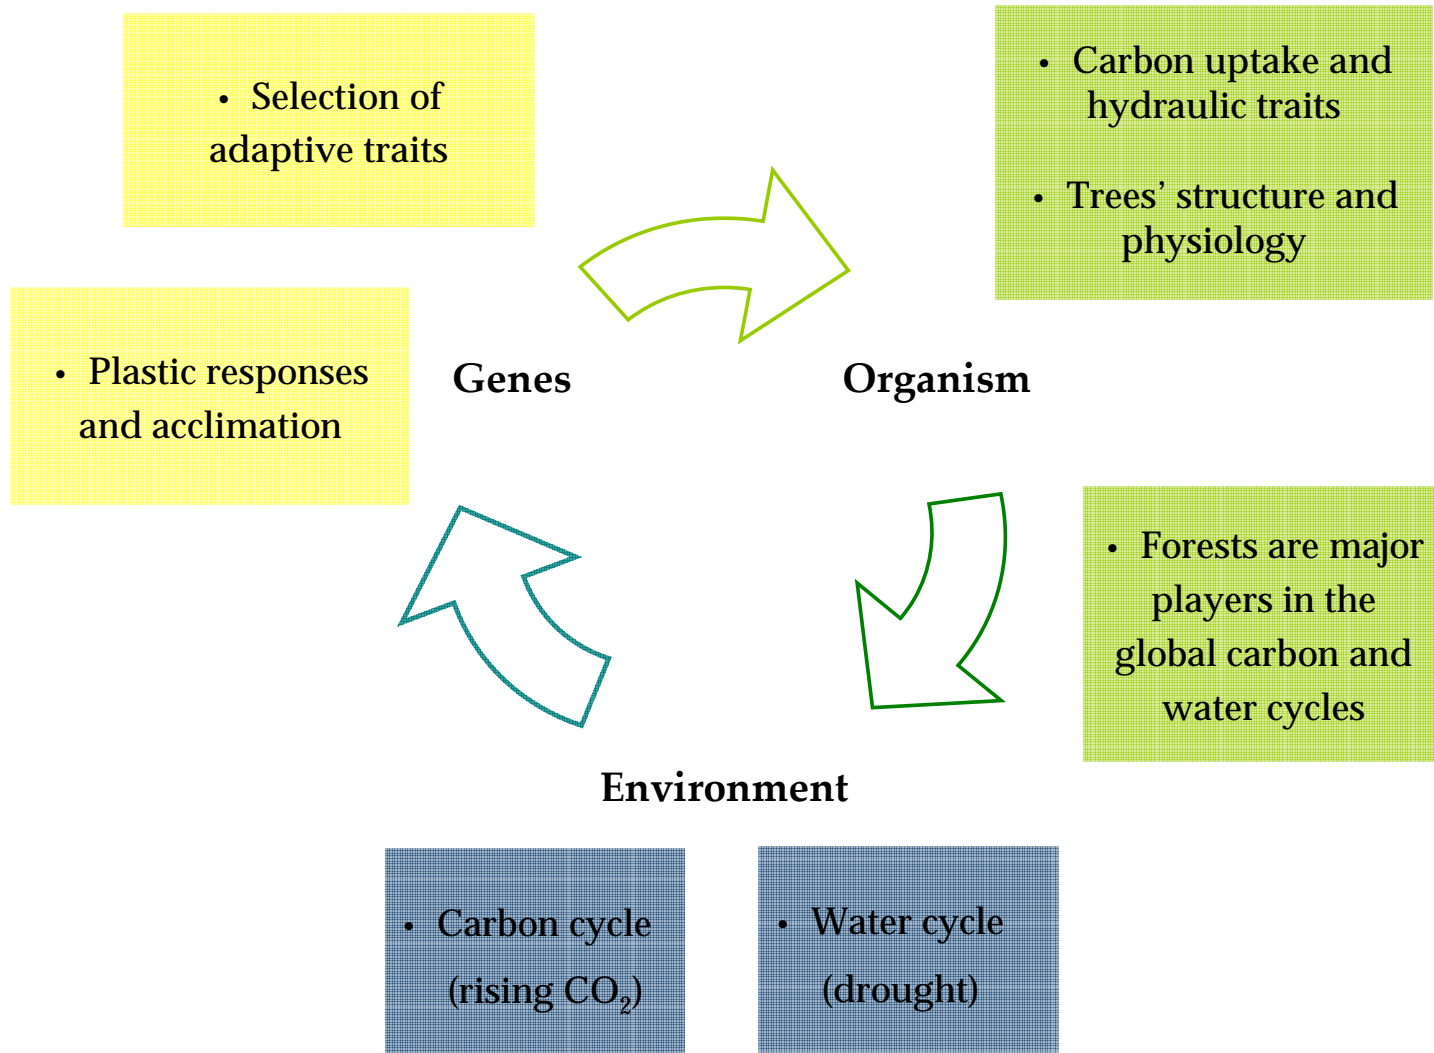 • Selection of
adaptive traits
• Carbon uptake and
hydraulic traits
• Trees’ structure and
physiology
• Plastic responses
and acclimation
Genes
Organism
• Forests are major
players in the
global carbon and
water cycles
Environment
• Carbon cycle
(rising CO₂)
• Water cycle
(drought)